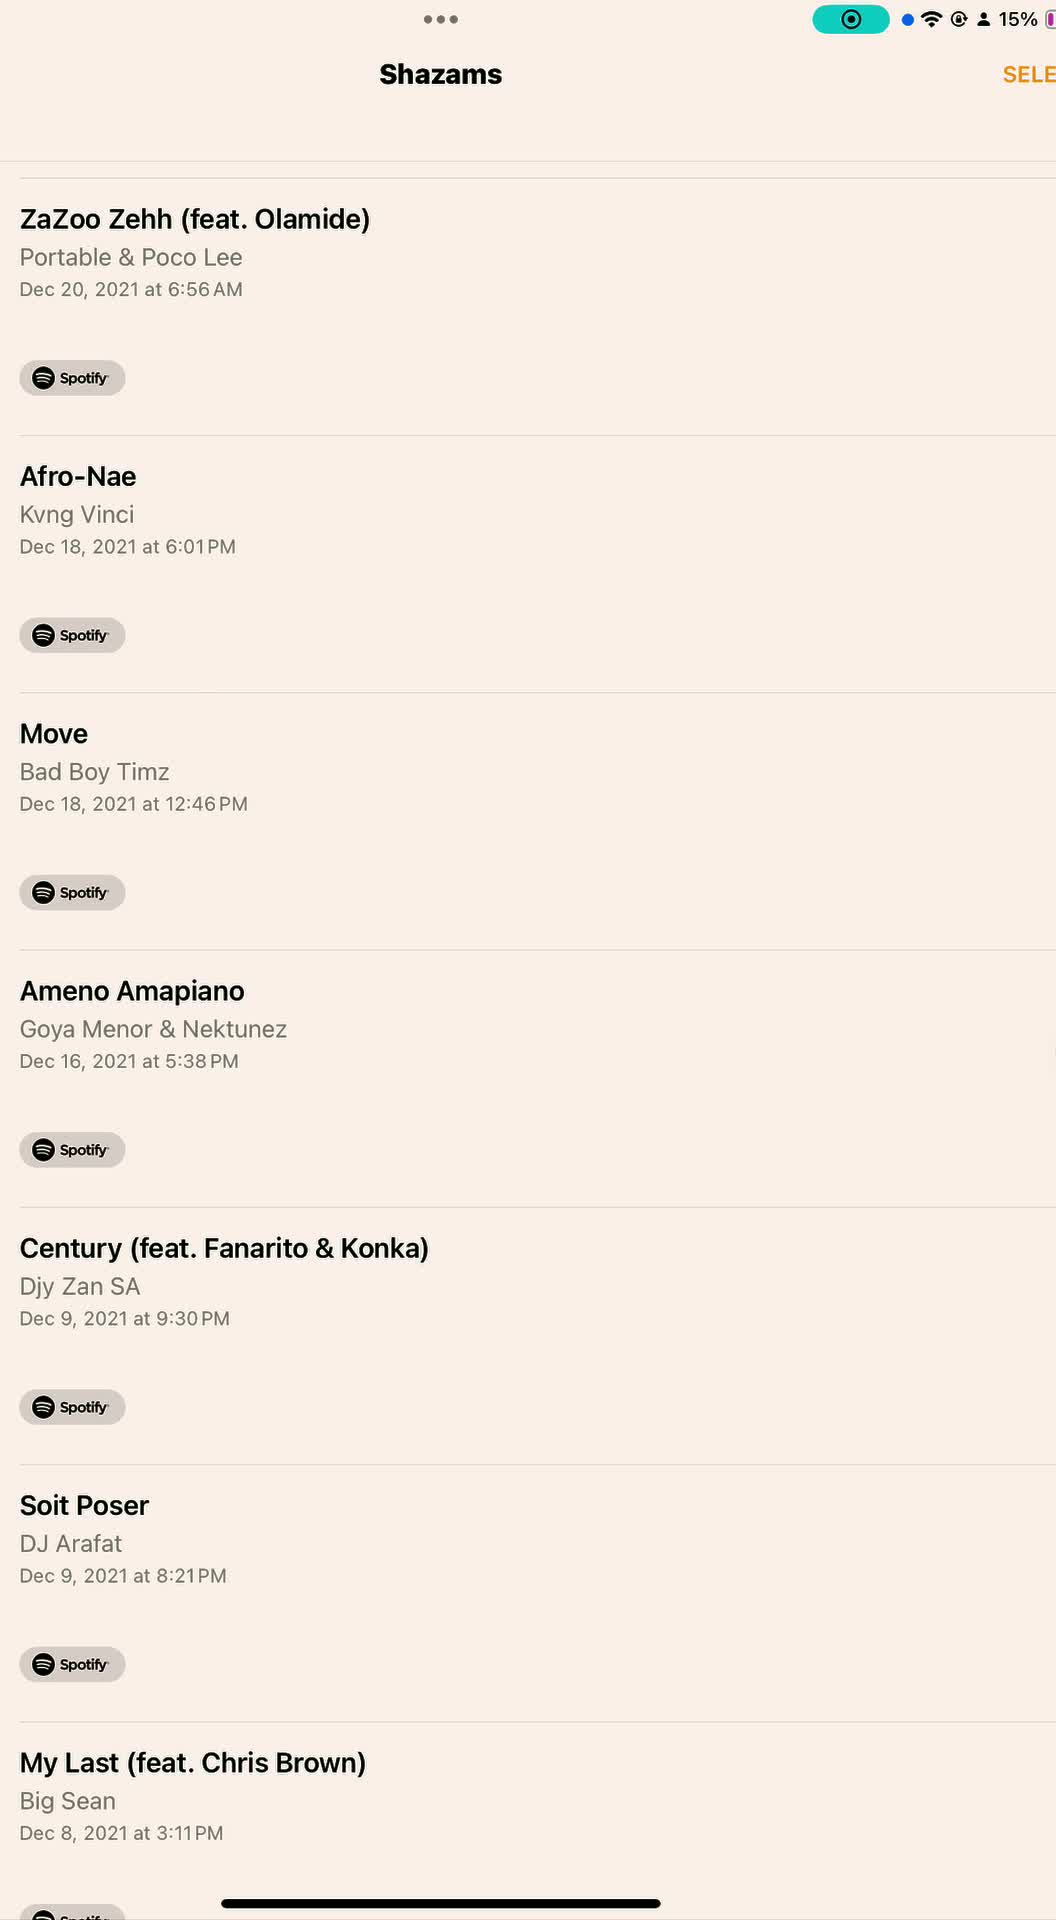 15%
Shazams
SELE
ZaZoo Zehh (feat. Olamide)
Portable & Poco Lee
Dec 20, 2021 at 6:56 AM
Spotify
Afro-Nae
Kvng Vinci
Dec 18, 2021 at 6:01 PM
Spotify
Move
Bad Boy Timz
Dec 18, 2021 at 12:46 PM
Spotify
Ameno Amapiano
Goya Menor & Nektunez
Dec 16, 2021 at 5:38 PM
Spotify
Century (feat. Fanarito & Konka)
Djy Zan SA
Dec 9, 2021 at 9:30 PM
Spotify
Soit Poser
DJ Arafat
Dec 9, 2021 at 8:21 PM
Spotify
My Last (feat. Chris Brown)
Big Sean
Dec 8, 2021 at 3:11 PM
Spotify